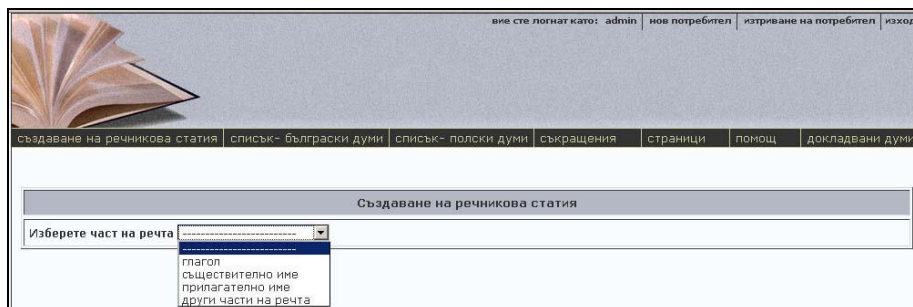 вие сте логнат като: admin нов потребител изтриване на потребител изход
създаване на речникова статия списък- бълграски думи списък- полски думи съкращения страници помощ докладвани думи
Създаване на речникова статия
Изберете част на речта ------------------------
------------------------
глагол
съществително име
прилагателно име
други части на речта